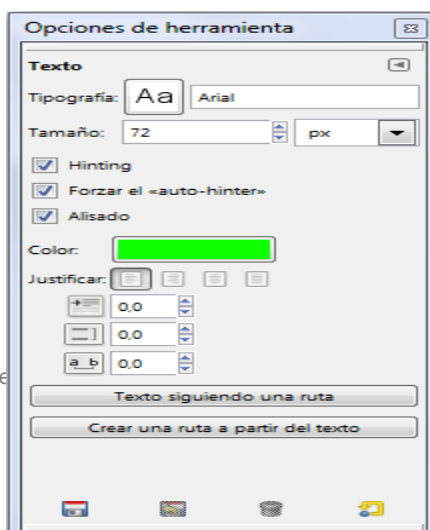 Opciones de herramienta
Texto
Tipografía: Aa Arial
Tamaño: 72 px
Hinting
Forzar el «auto-hinter»
Alisado
Color:
Justificar:
0,0
0,0
a b 0,0
e
Texto siguiendo una ruta
Crear una ruta a partir del texto